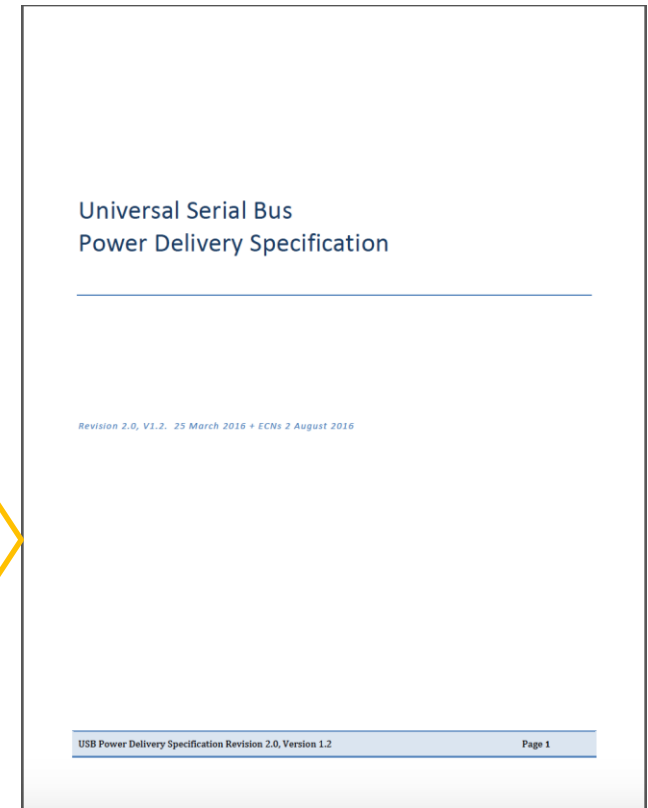 Universal Serial Bus
Power Delivery Specification
Revision 2.0, V1.2. 25 March 2016 + ECNs 2 August 2016
USB Power Delivery Specification Revision 2.0, Version 1.2 Page 1